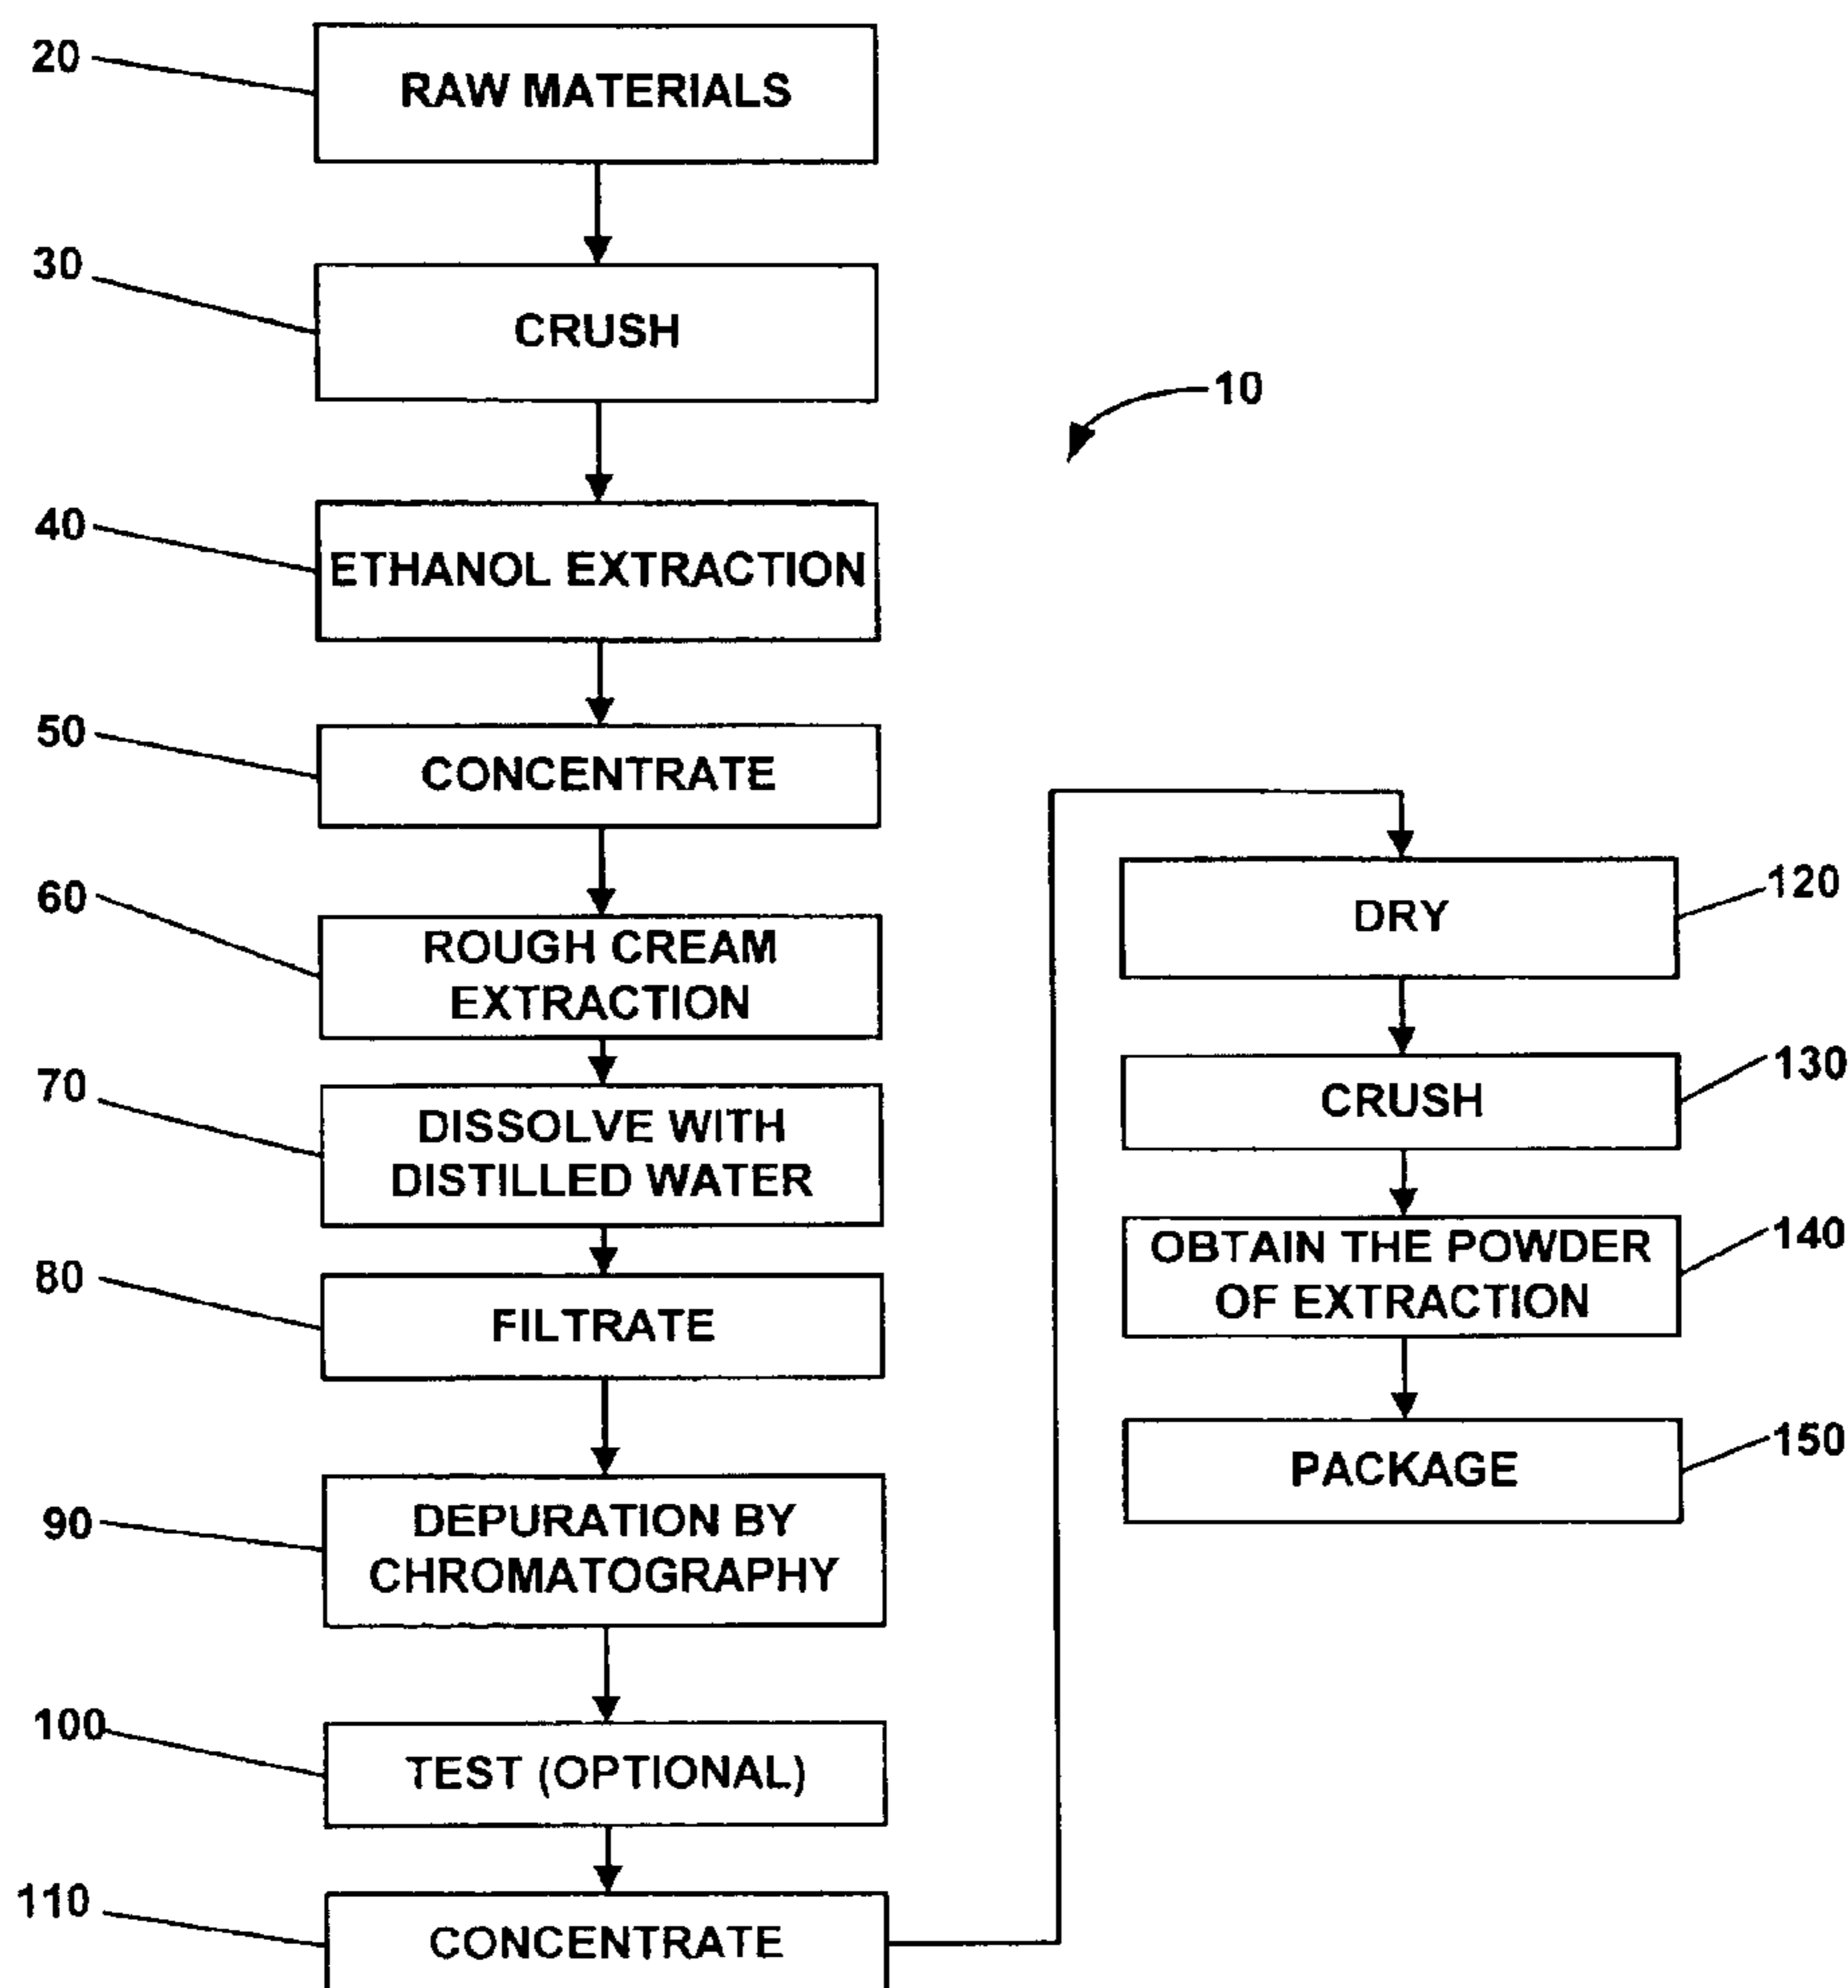 20
RAW MATERIALS
30
CRUSH
10
40
ETHANOL EXTRACTION
50
CONCENTRATE
60
ROUGH CREAM
EXTRACTION
70
DISSOLVE WITH
DISTILLED WATER
80
FILTRATE
90
DEPURATION BY
CHROMATOGRAPHY
100
TEST (OPTIONAL)
110
CONCENTRATE
120
DRY
130
CRUSH
140
OBTAIN THE POWDER
OF EXTRACTION
150
PACKAGE